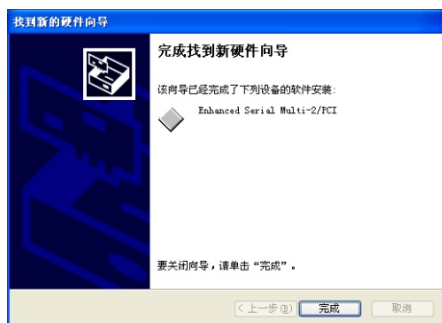 找到新的硬件向导
完成找到新硬件向导
该向导已经完成了下列设备的软件安装:
Enhanced Serial Multi-2/PCI
要关闭向导，请单击“完成”。
<上一步(B) 完成 取消